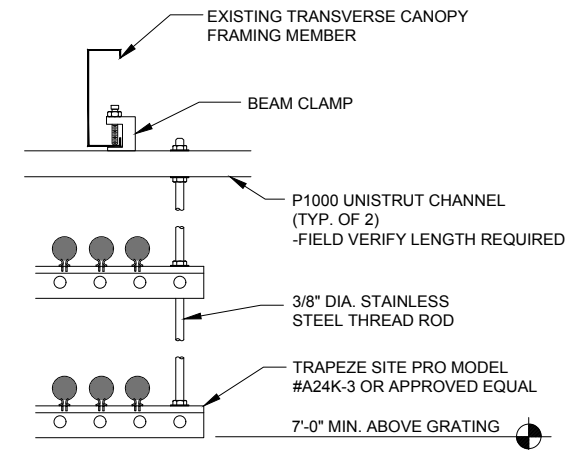 EXISTING TRANSVERSE CANOPY
FRAMING MEMBER
BEAM CLAMP
P1000 UNISTRUT CHANNEL
(TYP. OF 2)
-FIELD VERIFY LENGTH REQUIRED
3/8" DIA. STAINLESS
STEEL THREAD ROD
TRAPEZE SITE PRO MODEL
#A24K-3 OR APPROVED EQUAL
7'-0" MIN. ABOVE GRATING